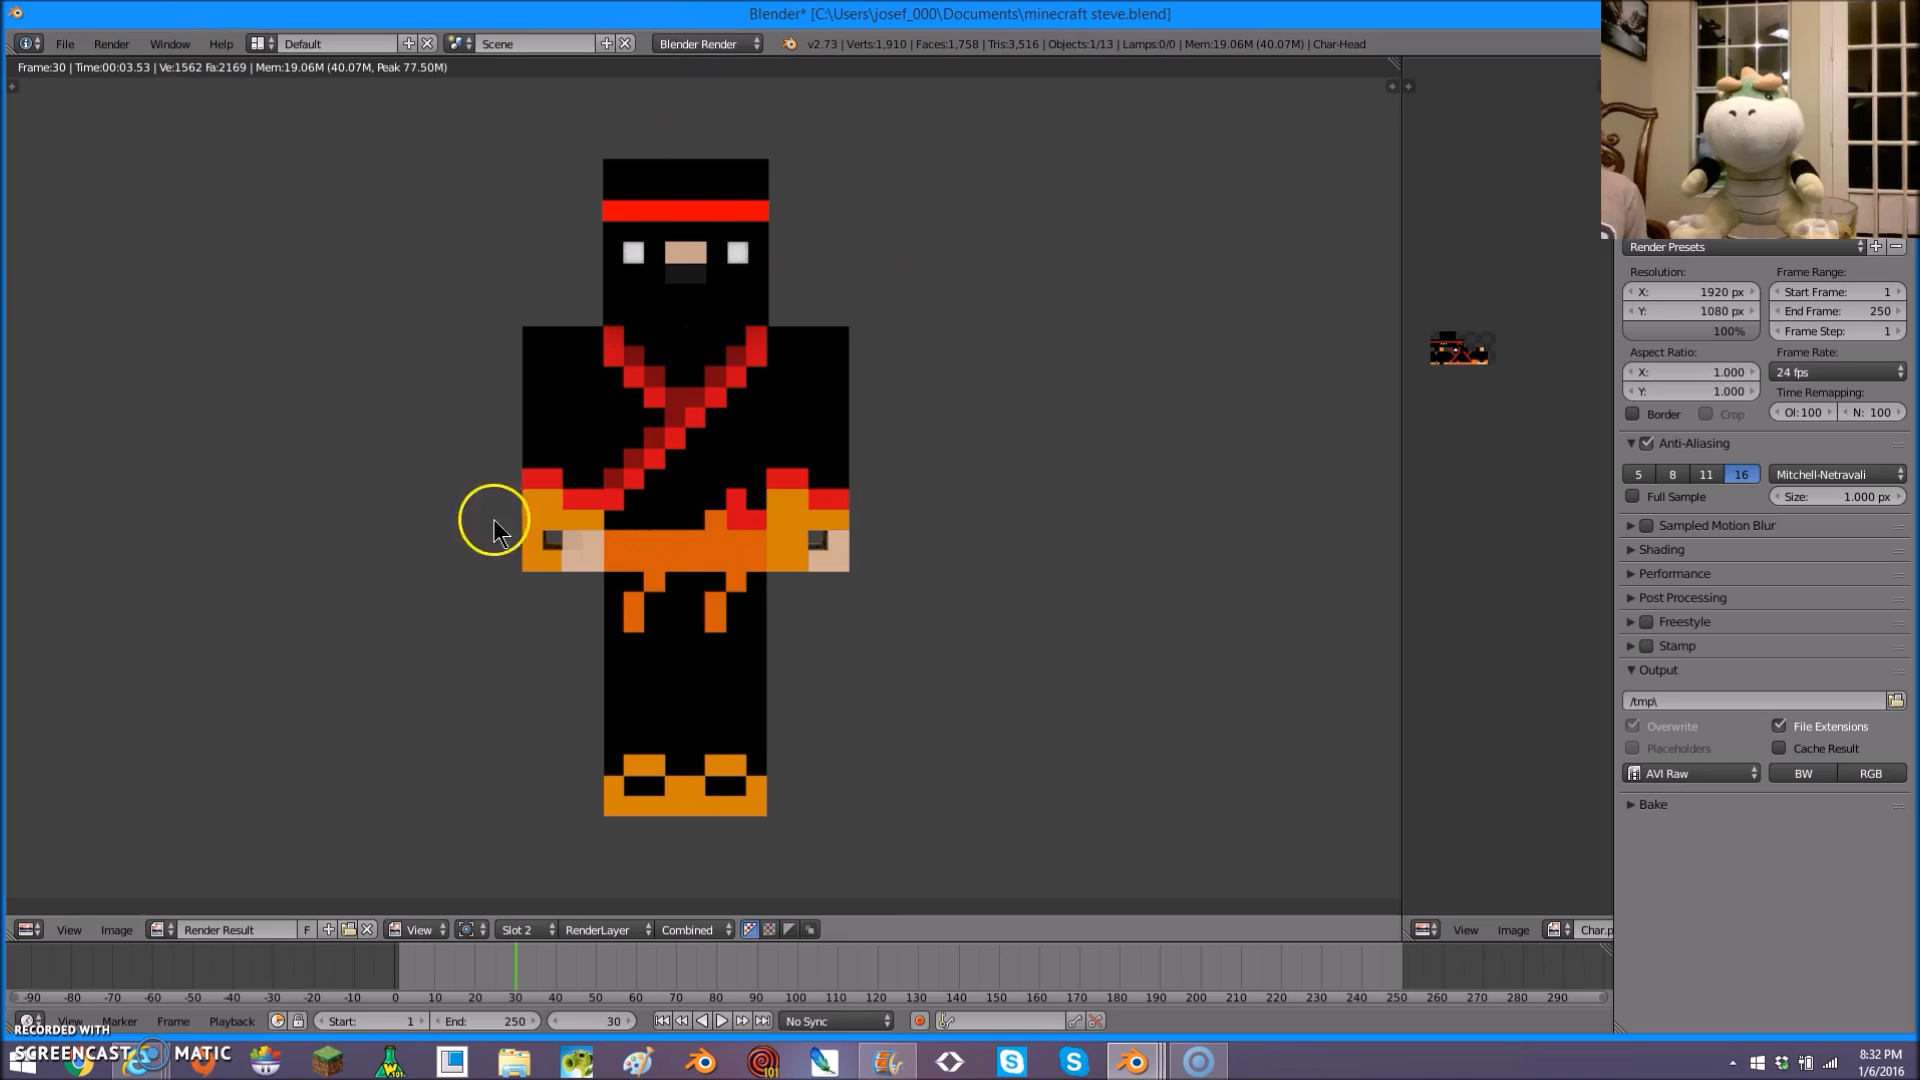 Blender* [C:\Users\josef_000\Documents\minecraft steve.blend]
File Render Window Help Default Scene Blender Render v2.73 | Verts:1,910 | Faces:1,758 | Tris:3,516 | Objects:1/13 | Lamps:0/0 | Mem:19.06M (40.07M) | Char-Head
Frame:30 | Time:00:03.53 | Ve:1562 Fa:2169 | Mem:19.06M (40.07M, Peak 77.50M)
Render Presets
Resolution: Frame Range:
X: 1920 px Start Frame: 1
Y: 1080 px End Frame: 250
100% Frame Step: 1
Aspect Ratio: Frame Rate:
X: 1.000 24 fps
Y: 1.000 Time Remapping:
Border Crop Ol:100 N: 100
Anti-Aliasing
5 8 11 16 Mitchell-Netravali
Full Sample Size: 1.000 px
Sampled Motion Blur
Shading
Performance
Post Processing
Freestyle
Stamp
Output
/tmp\
Overwrite File Extensions
Placeholders Cache Result
AVI Raw BW RGB
Bake
View Image Render Result F View Slot 2 RenderLayer Combined View Image Char.p
-90 -80 -70 -60 -50 -40 -30 -20 -10 0 10 20 30 40 50 60 70 80 90 100 110 120 130 140 150 160 170 180 190 200 210 220 230 240 250 260 270 280 290
Marker Frame Playback Start: 1 End: 250 30 No Sync
RECORDED WITH
SCREENCAST MATIC
W
101
101
8:32 PM
1/6/2016